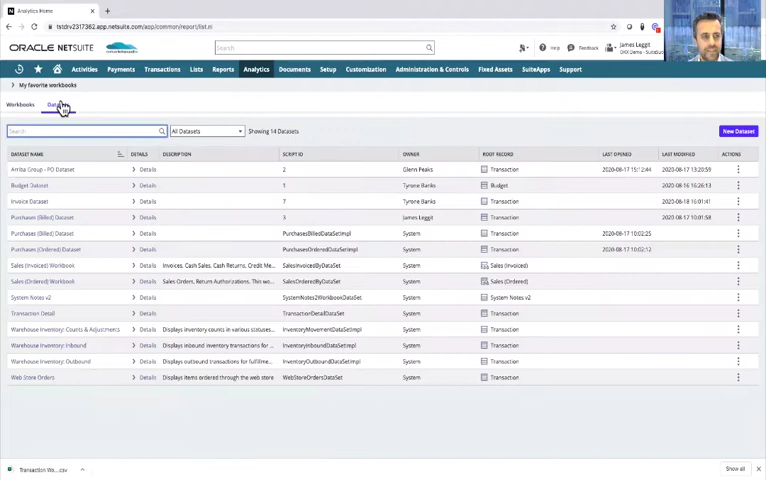 Analytics Home
tstdrv2317362.app.netsuite.com/app/common/report/list.nl
ORACLE NETSUITE
Search
Help
Feedback
James Leggit
Activities Payments Transactions Lists Reports Analytics Documents Setup Customization Administration & Controls Fixed Assets SuiteApps Support
My favorite workbooks
Workbooks
Search All Datasets Showing 14 Datasets New Dataset
DATASET NAME DETAILS DESCRIPTION SCRIPT ID OWNER ROOT RECORD LAST OPENED LAST MODIFIED ACTIONS
Arriba Group - PO Dataset Details 2 Glenn Peaks Transaction 2020-08-17 15:12:44 2020-08-17 13:20:59
Budget Dataset Details 1 Tyrone Banks Budget 2020-08-16 16:26:13
Invoice Dataset Details 7 Tyrone Banks Transaction 2020-08-18 16:01:41
Purchases (Billed) Dataset Details 3 James Leggit Transaction 2020-08-17 10:01:58
Purchases (Billed) Dataset Details PurchasesBilledDataSetImpl System Transaction 2020-08-17 10:02:25
Purchases (Ordered) Dataset Details PurchasesOrderedDataSetImpl System Transaction 2020-08-17 10:02:12
Sales (Invoiced) Workbook Details Invoices, Cash Sales, Cash Returns, Credit Me... SalesInvoicedByDataSet System Sales (Invoiced)
Sales (Ordered) Workbook Details Sales Orders, Return Authorizations. This wo... SalesOrderedByDataSet System Sales (Ordered)
System Notes v2 Details SystemNotes2WorkbookDataSet System System Notes v2
Transaction Detail Details TransactionDetailDataSet System Transaction
Warehouse Inventory: Counts & Adjustments Details Displays inventory counts in various statuses... InventoryMovementDataSetImpl System Transaction
Warehouse Inventory: Inbound Details Displays inbound inventory transactions for ... InventoryInboundDataSetImpl System Transaction
Warehouse Inventory: Outbound Details Displays outbound transactions for fulfillme... InventoryOutboundDataSetImpl System Transaction
Web Store Orders Details Displays items ordered through the web store WebStoreOrdersDataSet System Transaction
Transaction Wo....csv
Show all